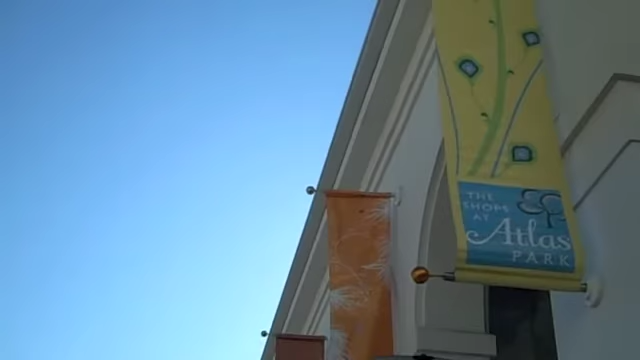 THE
SHOPS
AT
Atlas
PARK